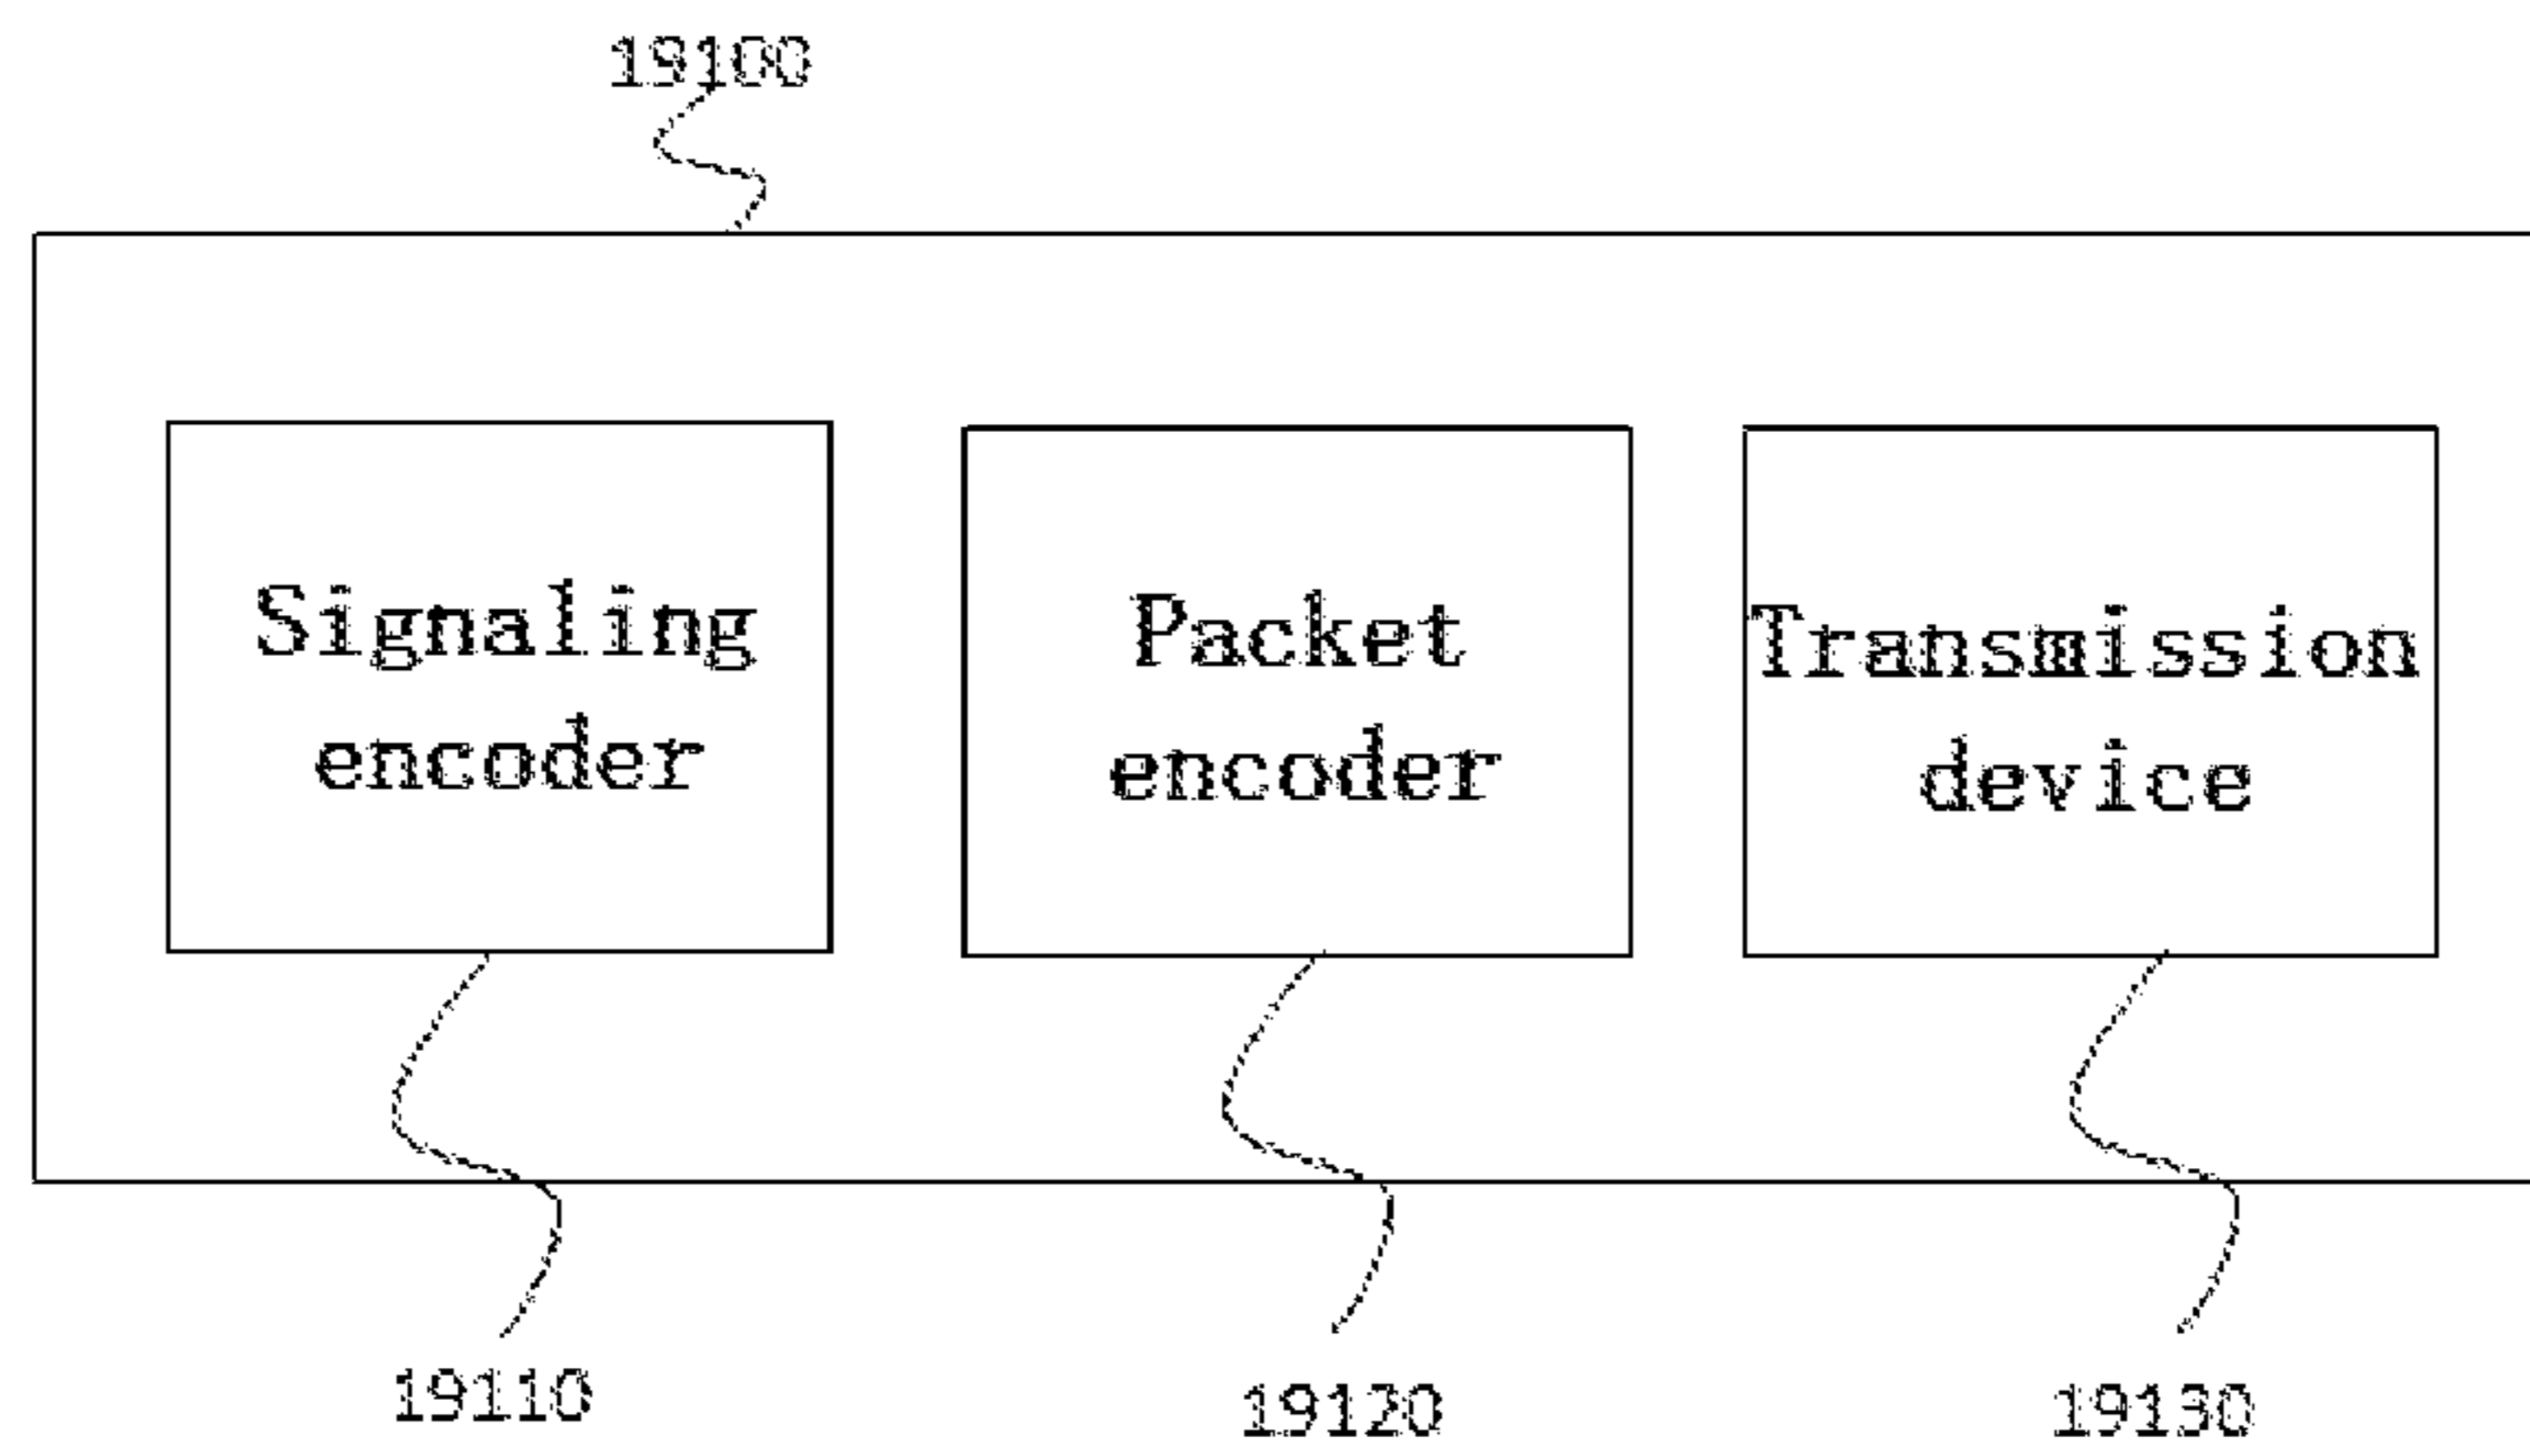 19100
Signaling
encoder
Packet
encoder
Transmission
device
19110
19120
19130